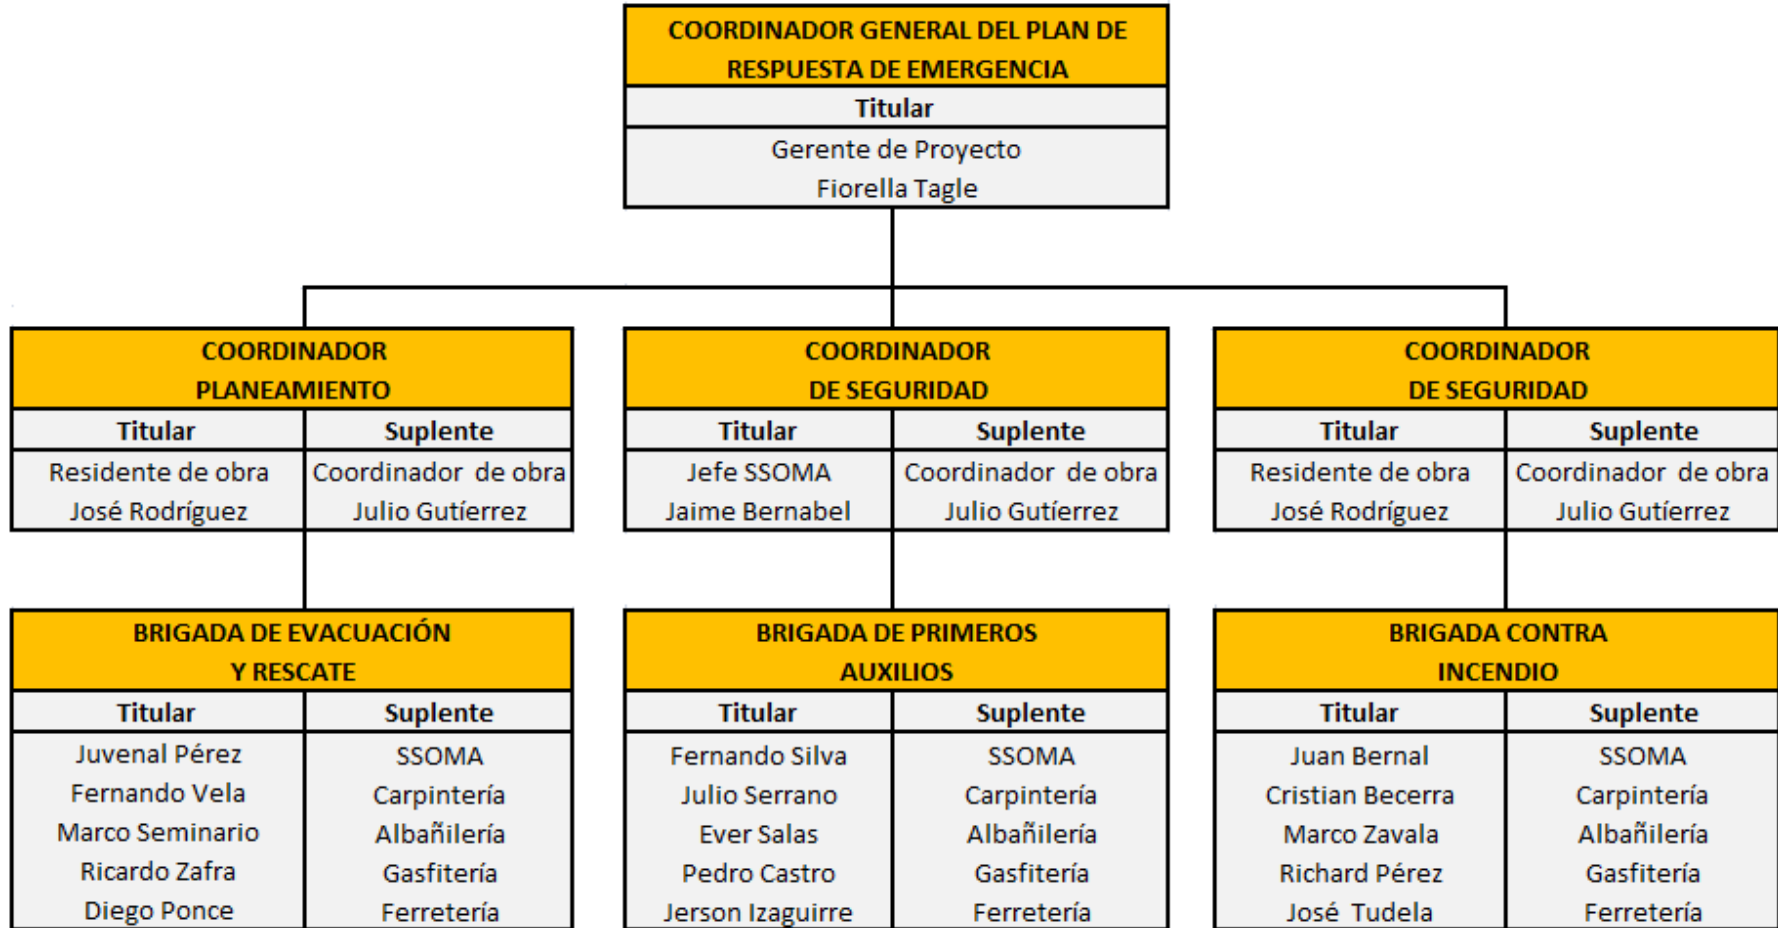 COORDINADOR GENERAL DEL PLAN DE
RESPUESTA DE EMERGENCIA
Titular
Gerente de Proyecto
Fiorella Tagle
COORDINADOR
PLANEAMIENTO
Titular Suplente
Residente de obra Coordinador de obra
José Rodríguez Julio Gutíerrez
COORDINADOR
DE SEGURIDAD
Titular Suplente
Jefe SSOMA Coordinador de obra
Jaime Bernabel Julio Gutíerrez
COORDINADOR
DE SEGURIDAD
Titular Suplente
Residente de obra Coordinador de obra
José Rodríguez Julio Gutíerrez
BRIGADA DE EVACUACIÓN
Y RESCATE
Titular Suplente
Juvenal Pérez SSOMA
Fernando Vela Carpintería
Marco Seminario Albañilería
Ricardo Zafra Gasfitería
Diego Ponce Ferretería
BRIGADA DE PRIMEROS
AUXILIOS
Titular Suplente
Fernando Silva SSOMA
Julio Serrano Carpintería
Ever Salas Albañilería
Pedro Castro Gasfitería
Jerson Izaguirre Ferretería
BRIGADA CONTRA
INCENDIO
Titular Suplente
Juan Bernal SSOMA
Cristian Becerra Carpintería
Marco Zavala Albañilería
Richard Pérez Gasfitería
José Tudela Ferretería